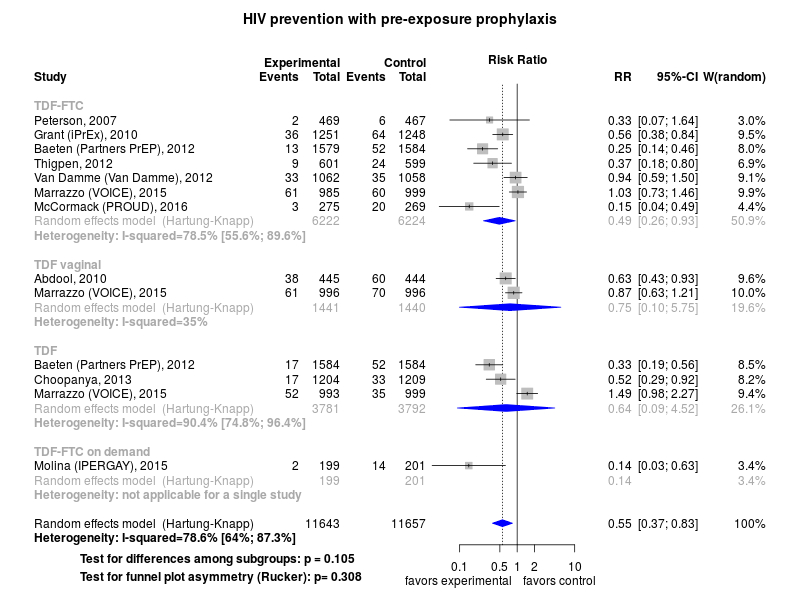 HIV prevention with pre-exposure prophylaxis
Experimental Control Risk Ratio
Study Events Total Events Total RR 95%-CI W(random)
TDF-FTC
Peterson, 2007 2 469 6 467 0.33 [0.07; 1.64] 3.0%
Grant (iPrEx), 2010 36 1251 64 1248 0.56 [0.38; 0.84] 9.5%
Baeten (Partners PrEP), 2012 13 1579 52 1584 0.25 [0.14; 0.46] 7.9%
Thigpen, 2012 9 601 24 599 0.37 [0.18; 0.80] 6.9%
Van Damme (Van Damme), 2012 33 1062 35 1058 0.94 [0.59; 1.50] 9.1%
Marrazzo (VOICE), 2015 61 985 60 999 1.03 [0.73; 1.46] 9.9%
McCormack (PROUD), 2016 3 275 20 269 0.15 [0.04; 0.49] 4.4%
Random effects model (Hartung-Knapp) 6222 6224 0.49 [0.26; 0.93] 50.9%
Heterogeneity: I-squared=78.5% [55.6%; 89.6%]
TDF vaginal
Abdool, 2010 38 445 60 444 0.63 [0.43; 0.93] 9.6%
Marrazzo (VOICE), 2015 61 996 70 996 0.87 [0.63; 1.21] 10.0%
Random effects model (Hartung-Knapp) 1441 1440 0.75 [0.10; 5.75] 19.6%
Heterogeneity: I-squared=35%
TDF
Baeten (Partners PrEP), 2012 17 1584 52 1584 0.33 [0.19; 0.56] 8.5%
Choopanya, 2013 17 1204 33 1209 0.52 [0.29; 0.92] 8.2%
Marrazzo (VOICE), 2015 52 993 35 999 1.49 [0.98; 2.27] 9.4%
Random effects model (Hartung-Knapp) 3781 3792 0.64 [0.09; 4.52] 26.1%
Heterogeneity: I-squared=90.4% [74.8%; 96.4%]
TDF-FTC on demand
Molina (IPERGAY), 2015 2 199 14 201 0.14 [0.03; 0.63] 3.4%
Random effects model (Hartung-Knapp) 199 201 0.14 3.4%
Heterogeneity: not applicable for a single study
Random effects model (Hartung-Knapp) 11643 11657 0.55 [0.37; 0.83] 100%
Heterogeneity: I-squared=78.6% [64%; 87.3%]
Test for differences among subgroups: p = 0.105
0.1 0.5 1 2 10
Test for funnel plot asymmetry (Rucker): p= 0.308
favors experimental favors control